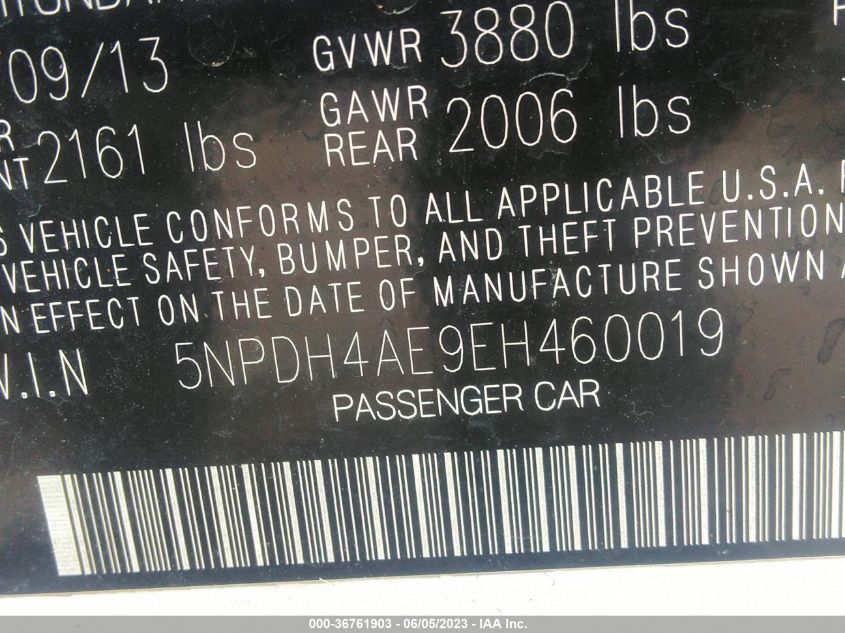 /09/13 GVWR 3880 lbs
2161 lbs GAWR REAR 2006 lbs
VEHICLE CONFORMS TO ALL APPLICABLE U.S.A.
VEHICLE SAFETY, BUMPER, AND THEFT PREVENTION
EFFECT ON THE DATE OF MANUFACTURE SHOWN
V.I.N 5NPDH4AE9EH460019
PASSENGER CAR
000-36761903 - 06/05/2023 - IAA Inc.